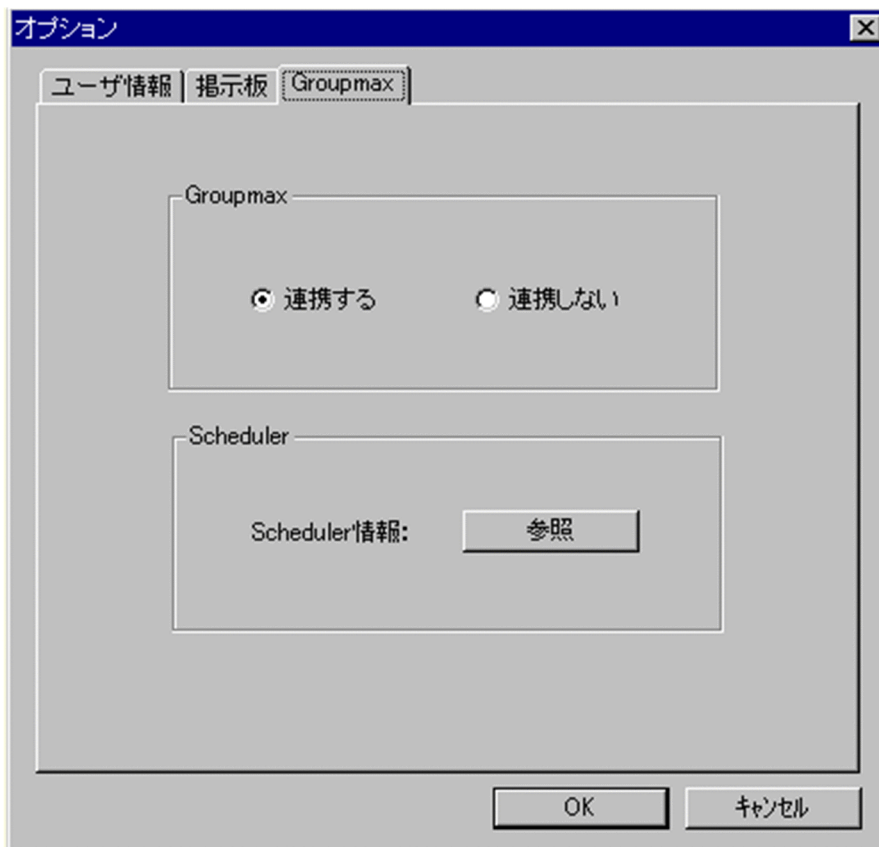 オプション
ユーザ情報 掲示板 Groupmax
Groupmax
連携する 連携しない
Scheduler
Scheduler情報: 参照
OK キャンセル